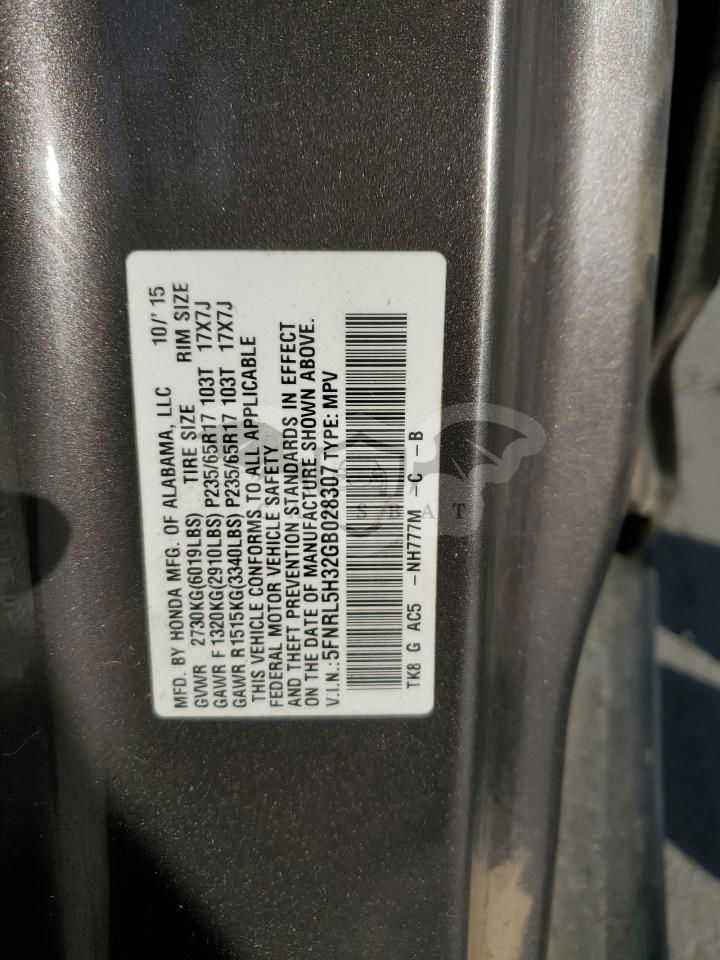 MFD. BY HONDA MFG. OF ALABAMA, LLC 10/'15
GVWR 2730KG(6019LBS) TIRE SIZE RIM SIZE
GAWR F 1320KG(2910LBS) P235/65R17 103T 17X7J
GAWR R 1515KG(3340LBS) P235/65R17 103T 17X7J
THIS VEHICLE CONFORMS TO ALL APPLICABLE
FEDERAL MOTOR VEHICLE SAFETY
AND THEFT PREVENTION STANDARDS IN EFFECT
ON THE DATE OF MANUFACTURE SHOWN ABOVE.
V.I.N.:5FNRL5H32GB028307 TYPE: MPV
TK8 G AC5 -NH777M -C -B